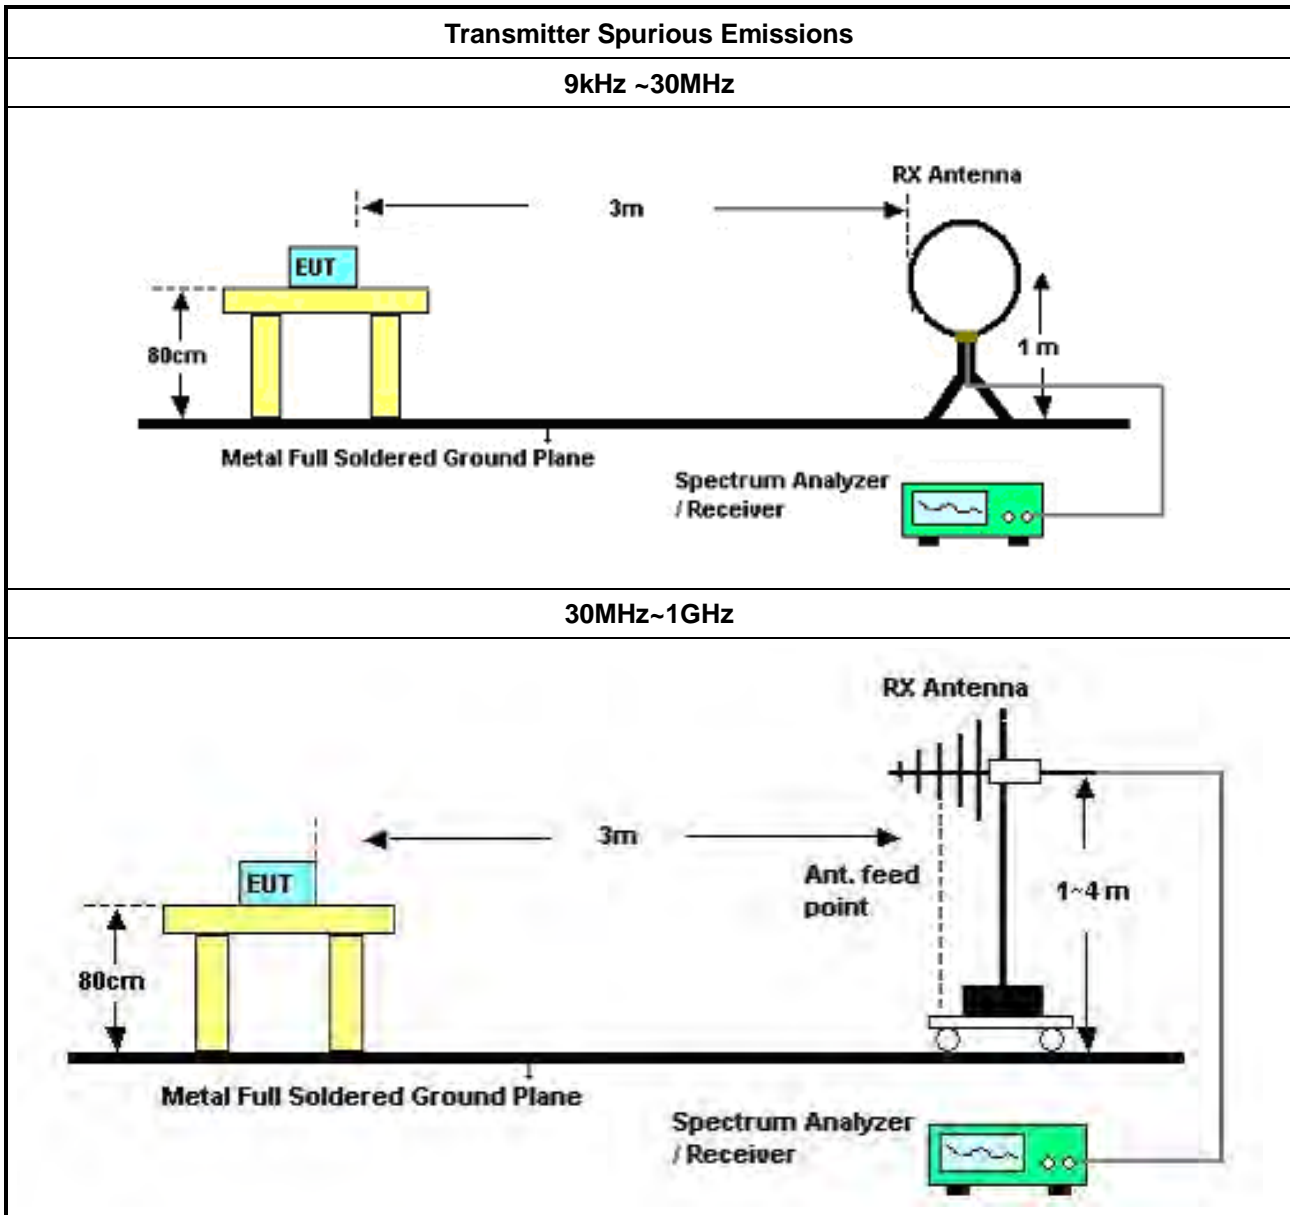 Transmitter Spurious Emissions
9kHz ~30MHz
RX Antenna
3m
EUT
80cm
1 m
Metal Full Soldered Ground Plane
Spectrum Analyzer
/ Receiver
30MHz~1GHz
RX Antenna
3m
EUT
Ant. feed
point
1~4 m
80cm
Metal Full Soldered Ground Plane
Spectrum Analyzer
/ Receiver